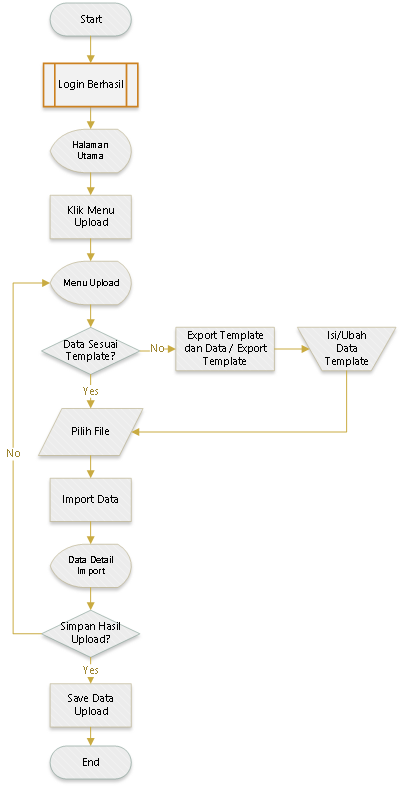 Start
Login Berhasil
Halaman
Utama
Klik Menu
Upload
Menu Upload
Data Sesuai
Template?
No
Export Template
dan Data / Export
Template
Isi/Ubah
Data
Template
Yes
Pilih File
No
Import Data
Data Detail
Import
Simpan Hasil
Upload?
Yes
Save Data
Upload
End